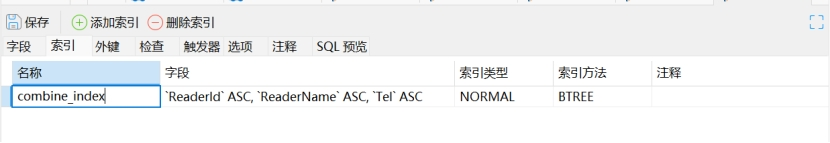 保存 添加索引 删除索引
字段 索引 外键 检查 触发器 选项 注释 SQL 预览
名称 字段 索引类型 索引方法 注释
combine_index `ReaderId` ASC, `ReaderName` ASC, `Tel` ASC NORMAL BTREE